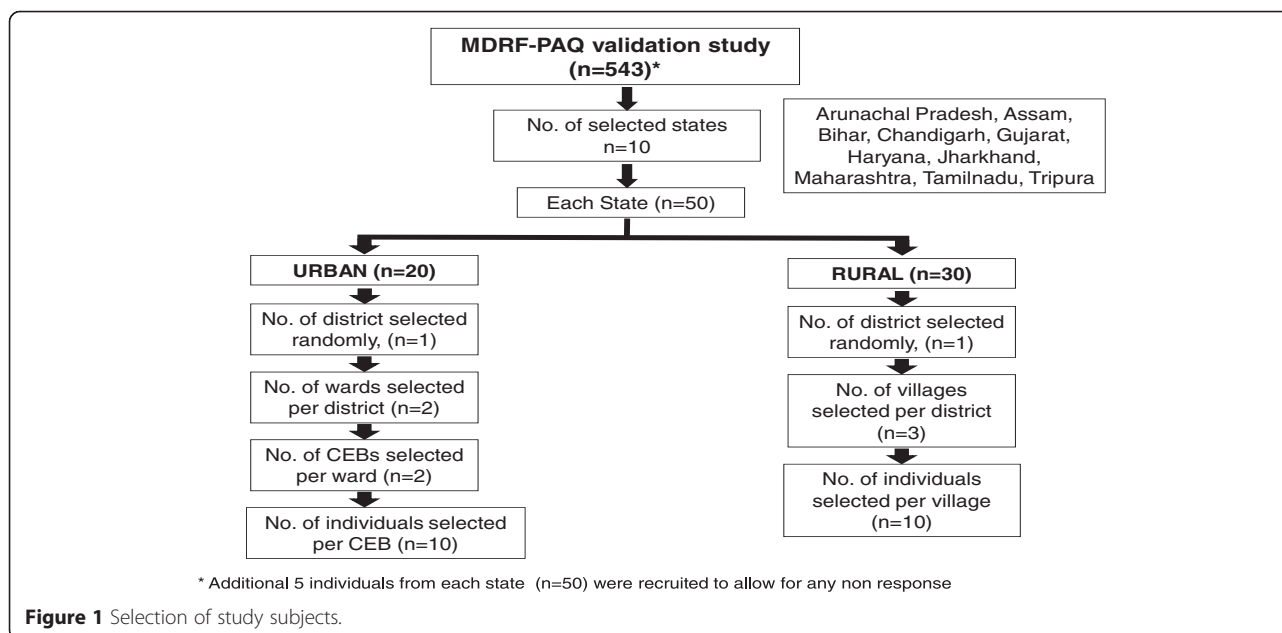 MDRF-PAQ validation study
(n=543)*
No. of selected states
n=10
Arunachal Pradesh, Assam,
Bihar, Chandigarh, Gujarat,
Haryana, Jharkhand,
Maharashtra, Tamilnadu, Tripura
Each State (n=50)
URBAN (n=20)
No. of district selected
randomly, (n=1)
No. of wards selected
per district (n=2)
No. of CEBs selected
per ward (n=2)
No. of individuals selected
per CEB (n=10)
RURAL (n=30)
No. of district selected
randomly, (n=1)
No. of villages
selected per district
(n=3)
No. of individuals
selected per village
(n=10)
* Additional 5 individuals from each state (n=50) were recruited to allow for any non response
Figure 1 Selection of study subjects.